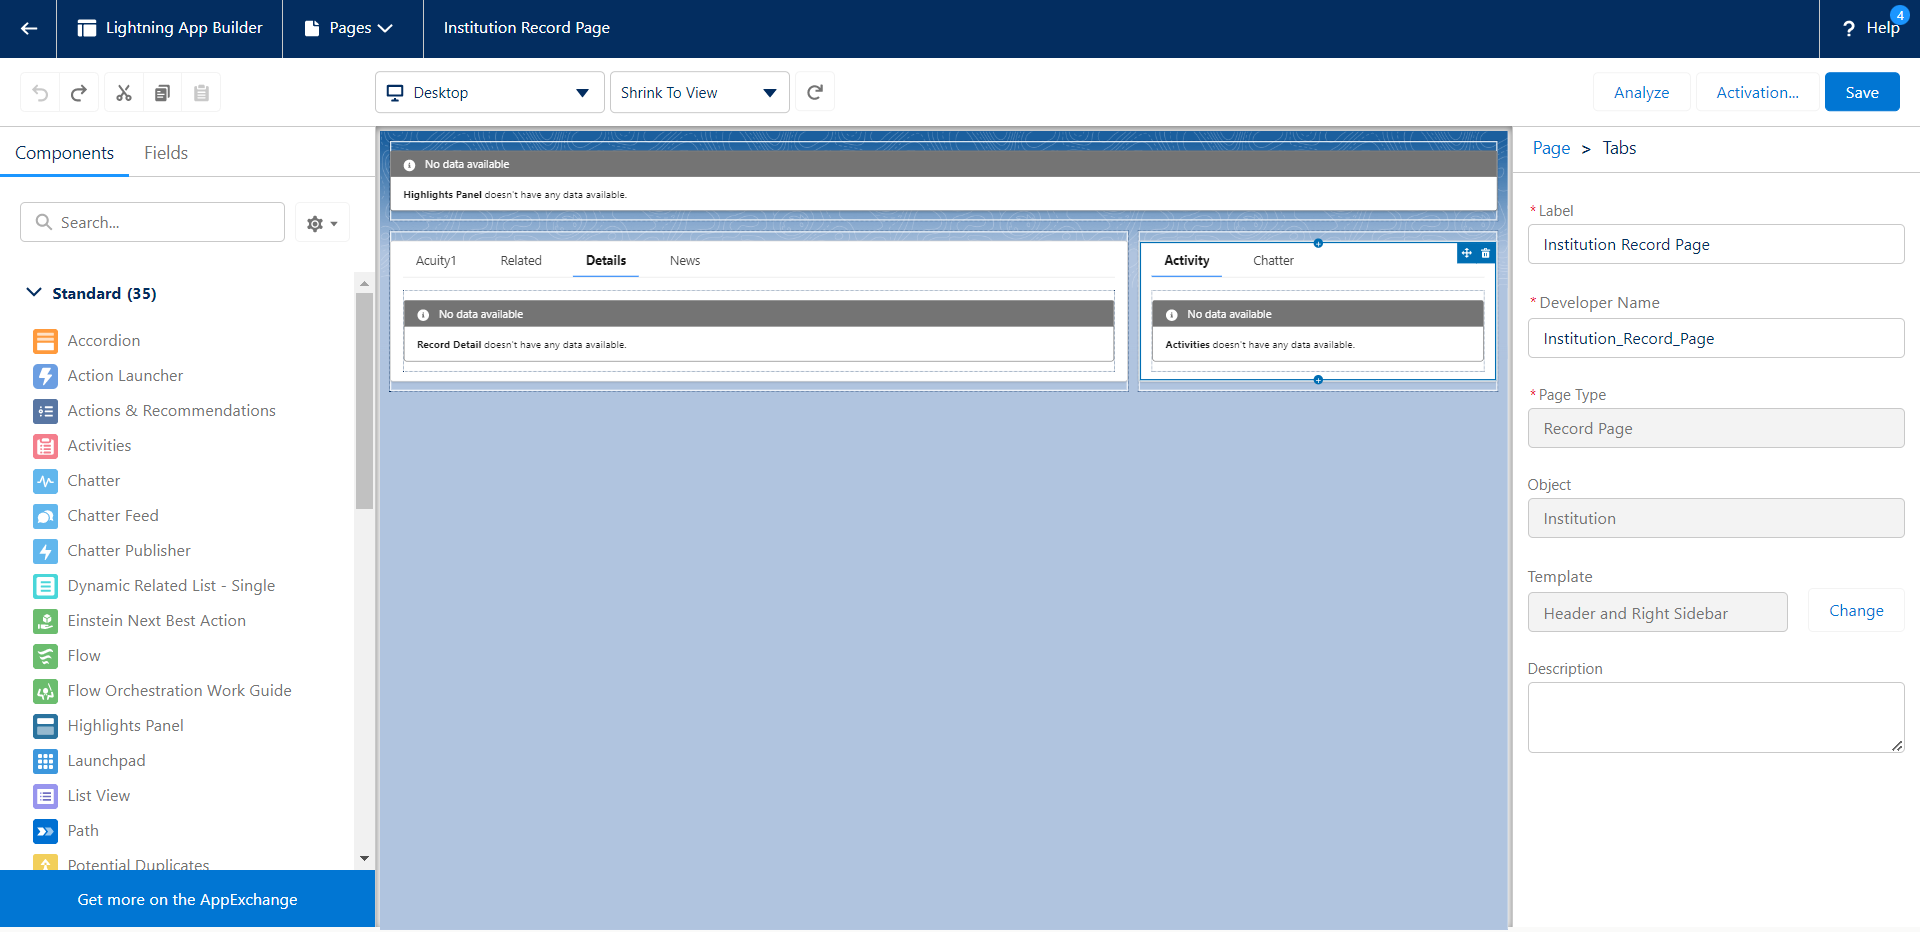 Lightning App Builder
Pages
Institution Record Page
4
? Help
Desktop
Shrink To View
Analyze
Activation...
Save
Components
Fields
Search...
Standard (35)
Accordion
Action Launcher
Actions & Recommendations
Activities
Chatter
Chatter Feed
Chatter Publisher
Dynamic Related List - Single
Einstein Next Best Action
Flow
Flow Orchestration Work Guide
Highlights Panel
Launchpad
List View
Path
Potential Duplicates
Get more on the AppExchange
No data available
Highlights Panel doesn't have any data available.
Acuity1
Related
Details
News
No data available
Record Detail doesn't have any data available.
Activity
Chatter
No data available
Activities doesn't have any data available.
Page > Tabs
*Label
Institution Record Page
*Developer Name
Institution_Record_Page
*Page Type
Record Page
Object
Institution
Template
Header and Right Sidebar
Change
Description